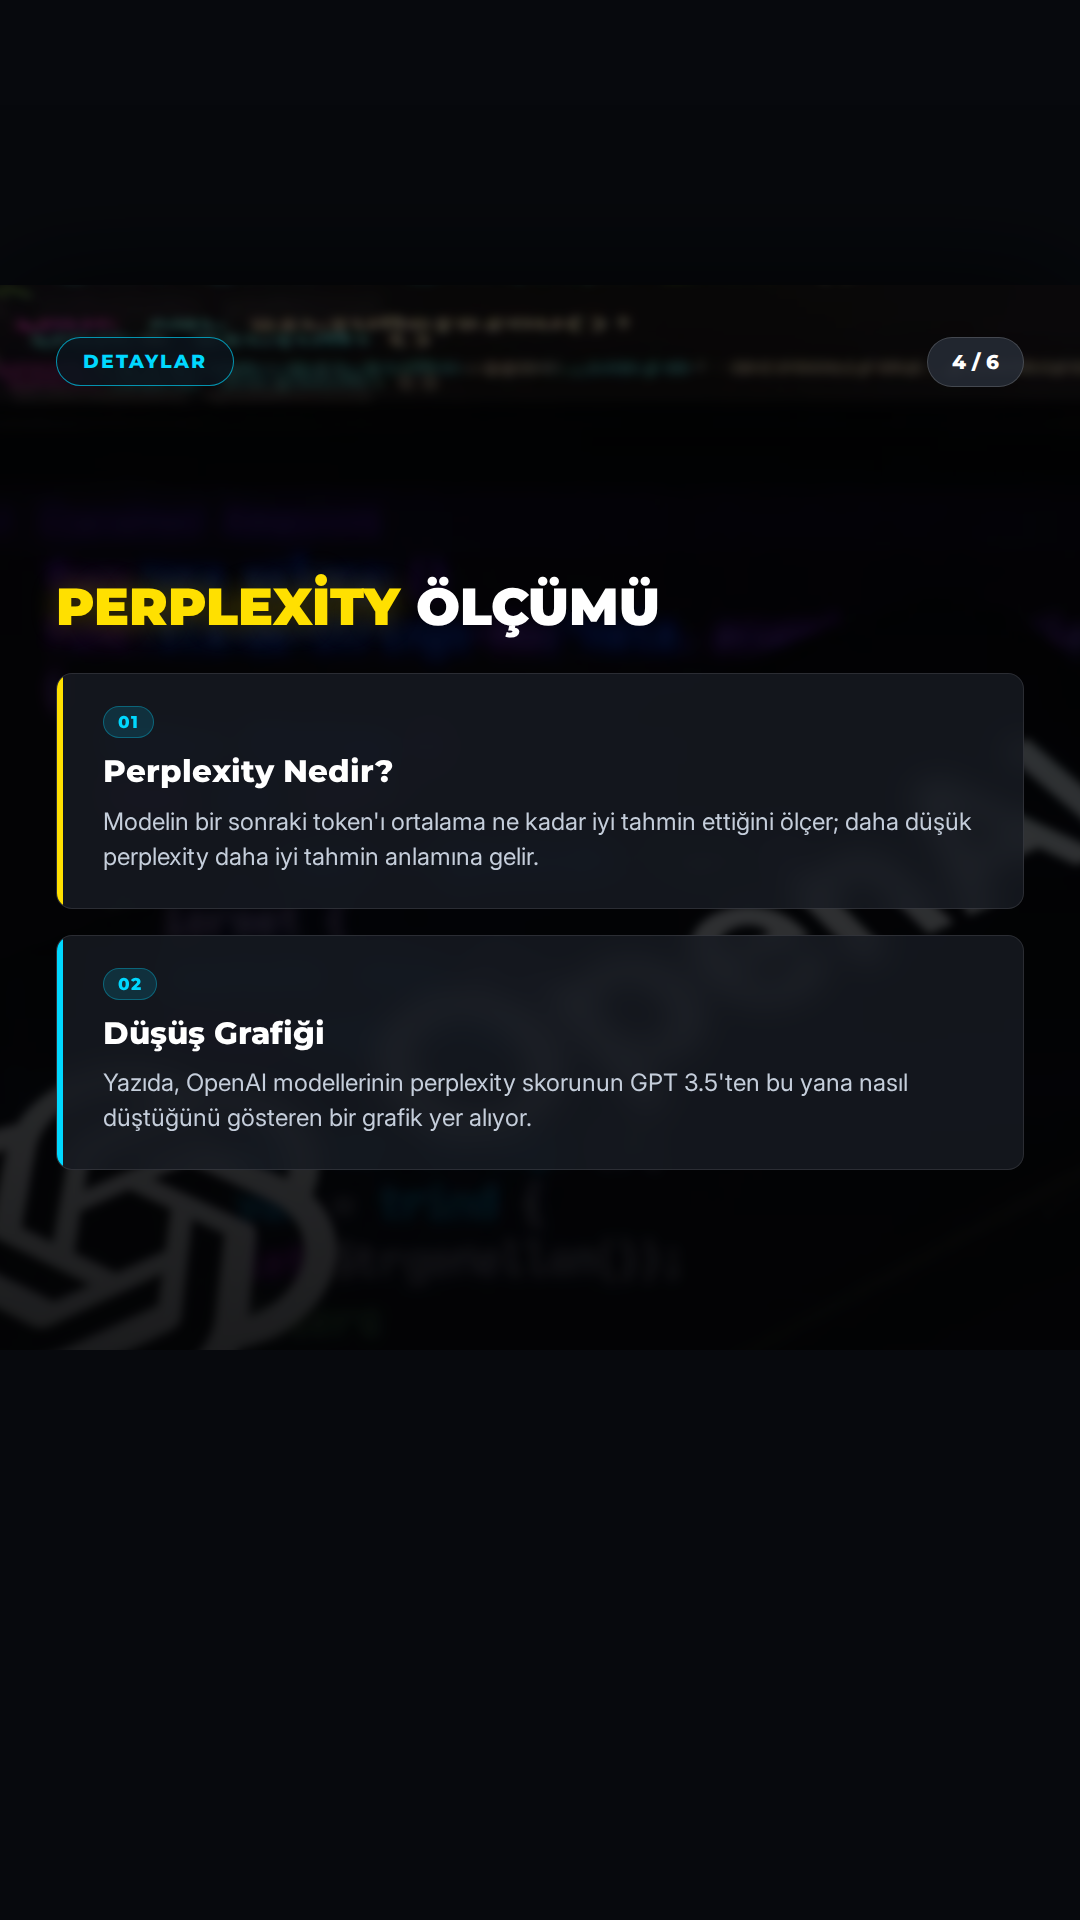 DETAYLAR
4 / 6
PERPLEXİTY ÖLÇÜMÜ
01
Perplexity Nedir?
Modelin bir sonraki token'ı ortalama ne kadar iyi tahmin ettiğini ölçer; daha düşük
perplexity daha iyi tahmin anlamına gelir.
02
Düşüş Grafiği
Yazıda, OpenAI modellerinin perplexity skorunun GPT 3.5'ten bu yana nasıl
düştüğünü gösteren bir grafik yer alıyor.